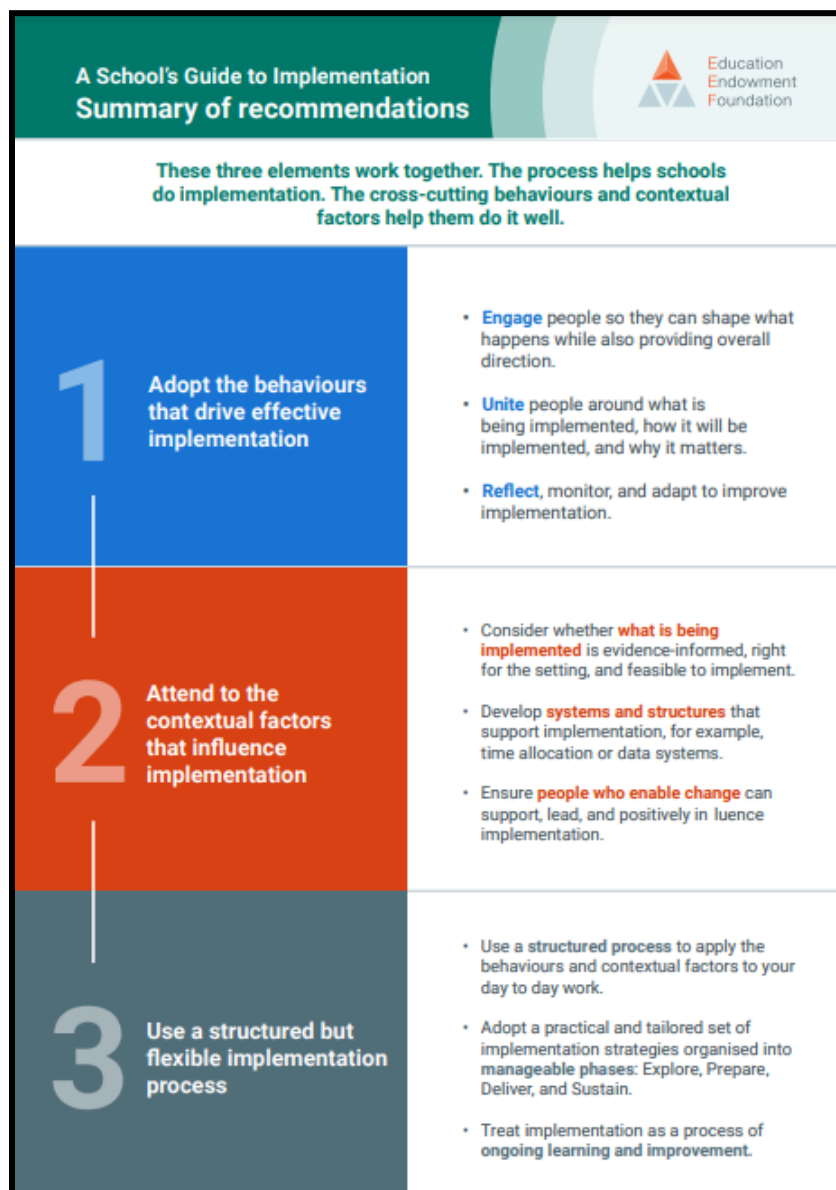 A School's Guide to Implementation
Summary of recommendations
Education
Endowment
Foundation
These three elements work together. The process helps schools
do implementation. The cross-cutting behaviours and contextual
factors help them do it well.
1
Adopt the behaviours
that drive effective
implementation
• Engage people so they can shape what
happens while also providing overall
direction.
• Unite people around what is
being implemented, how it will be
implemented, and why it matters.
• Reflect, monitor, and adapt to improve
implementation.
2
Attend to the
contextual factors
that influence
implementation
• Consider whether what is being
implemented is evidence-informed, right
for the setting, and feasible to implement.
• Develop systems and structures that
support implementation, for example,
time allocation or data systems.
• Ensure people who enable change can
support, lead, and positively in luence
implementation.
3
Use a structured but
flexible implementation
process
• Use a structured process to apply the
behaviours and contextual factors to your
day to day work.
• Adopt a practical and tailored set of
implementation strategies organised into
manageable phases: Explore, Prepare,
Deliver, and Sustain.
• Treat implementation as a process of
ongoing learning and improvement.